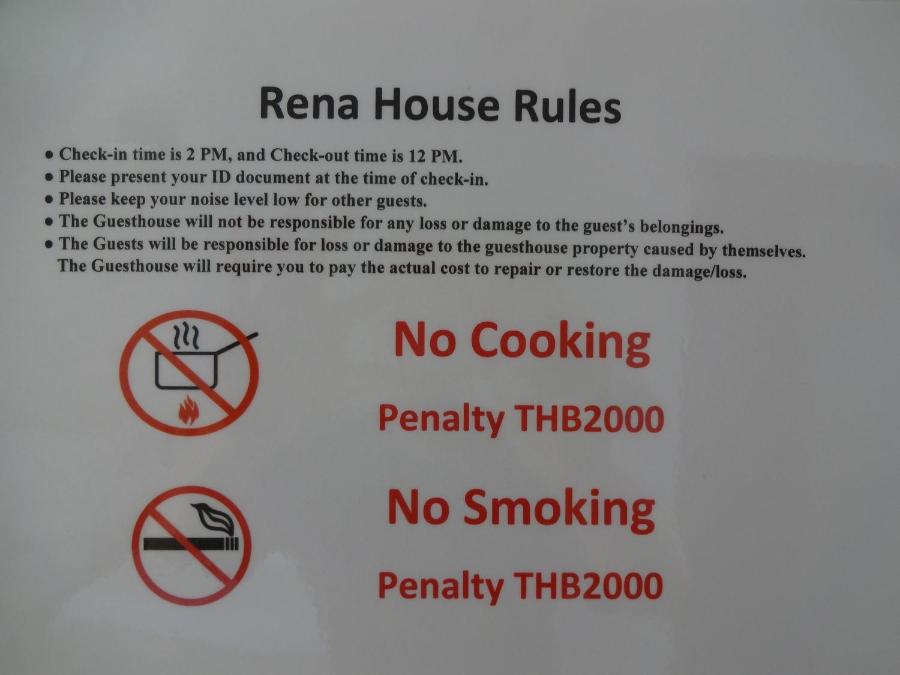 Rena House Rules
● Check-in time is 2 PM, and Check-out time is 12 PM.
● Please present your ID document at the time of check-in.
● Please keep your noise level low for other guests.
● The Guesthouse will not be responsible for any loss or damage to the guest's belongings.
● The Guests will be responsible for loss or damage to the guesthouse property caused by themselves.
The Guesthouse will require you to pay the actual cost to repair or restore the damage/loss.
No Cooking
Penalty THB2000
No Smoking
Penalty THB2000